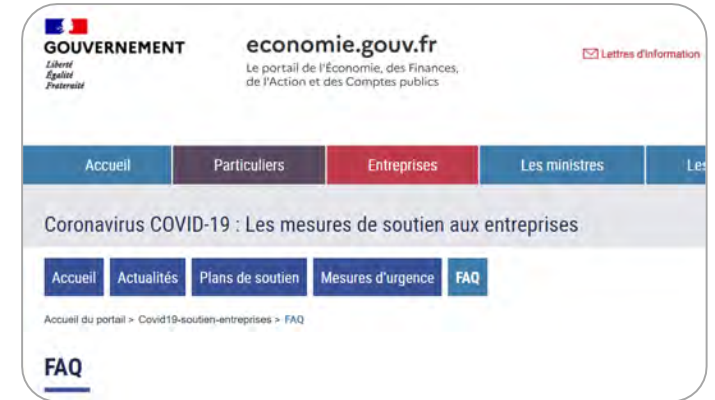 GOUVERNEMENT
Liberté
Égalité
Fraternité
economie.gouv.fr
Le portail de l'Économie, des Finances,
de l'Action et des Comptes publics
Lettres d'information
Accueil Particuliers Entreprises Les ministres Les
Coronavirus COVID-19 : Les mesures de soutien aux entreprises
Accueil Actualités Plans de soutien Mesures d'urgence FAQ
Accueil du portail > Covid19-soutien-entreprises > FAQ
FAQ